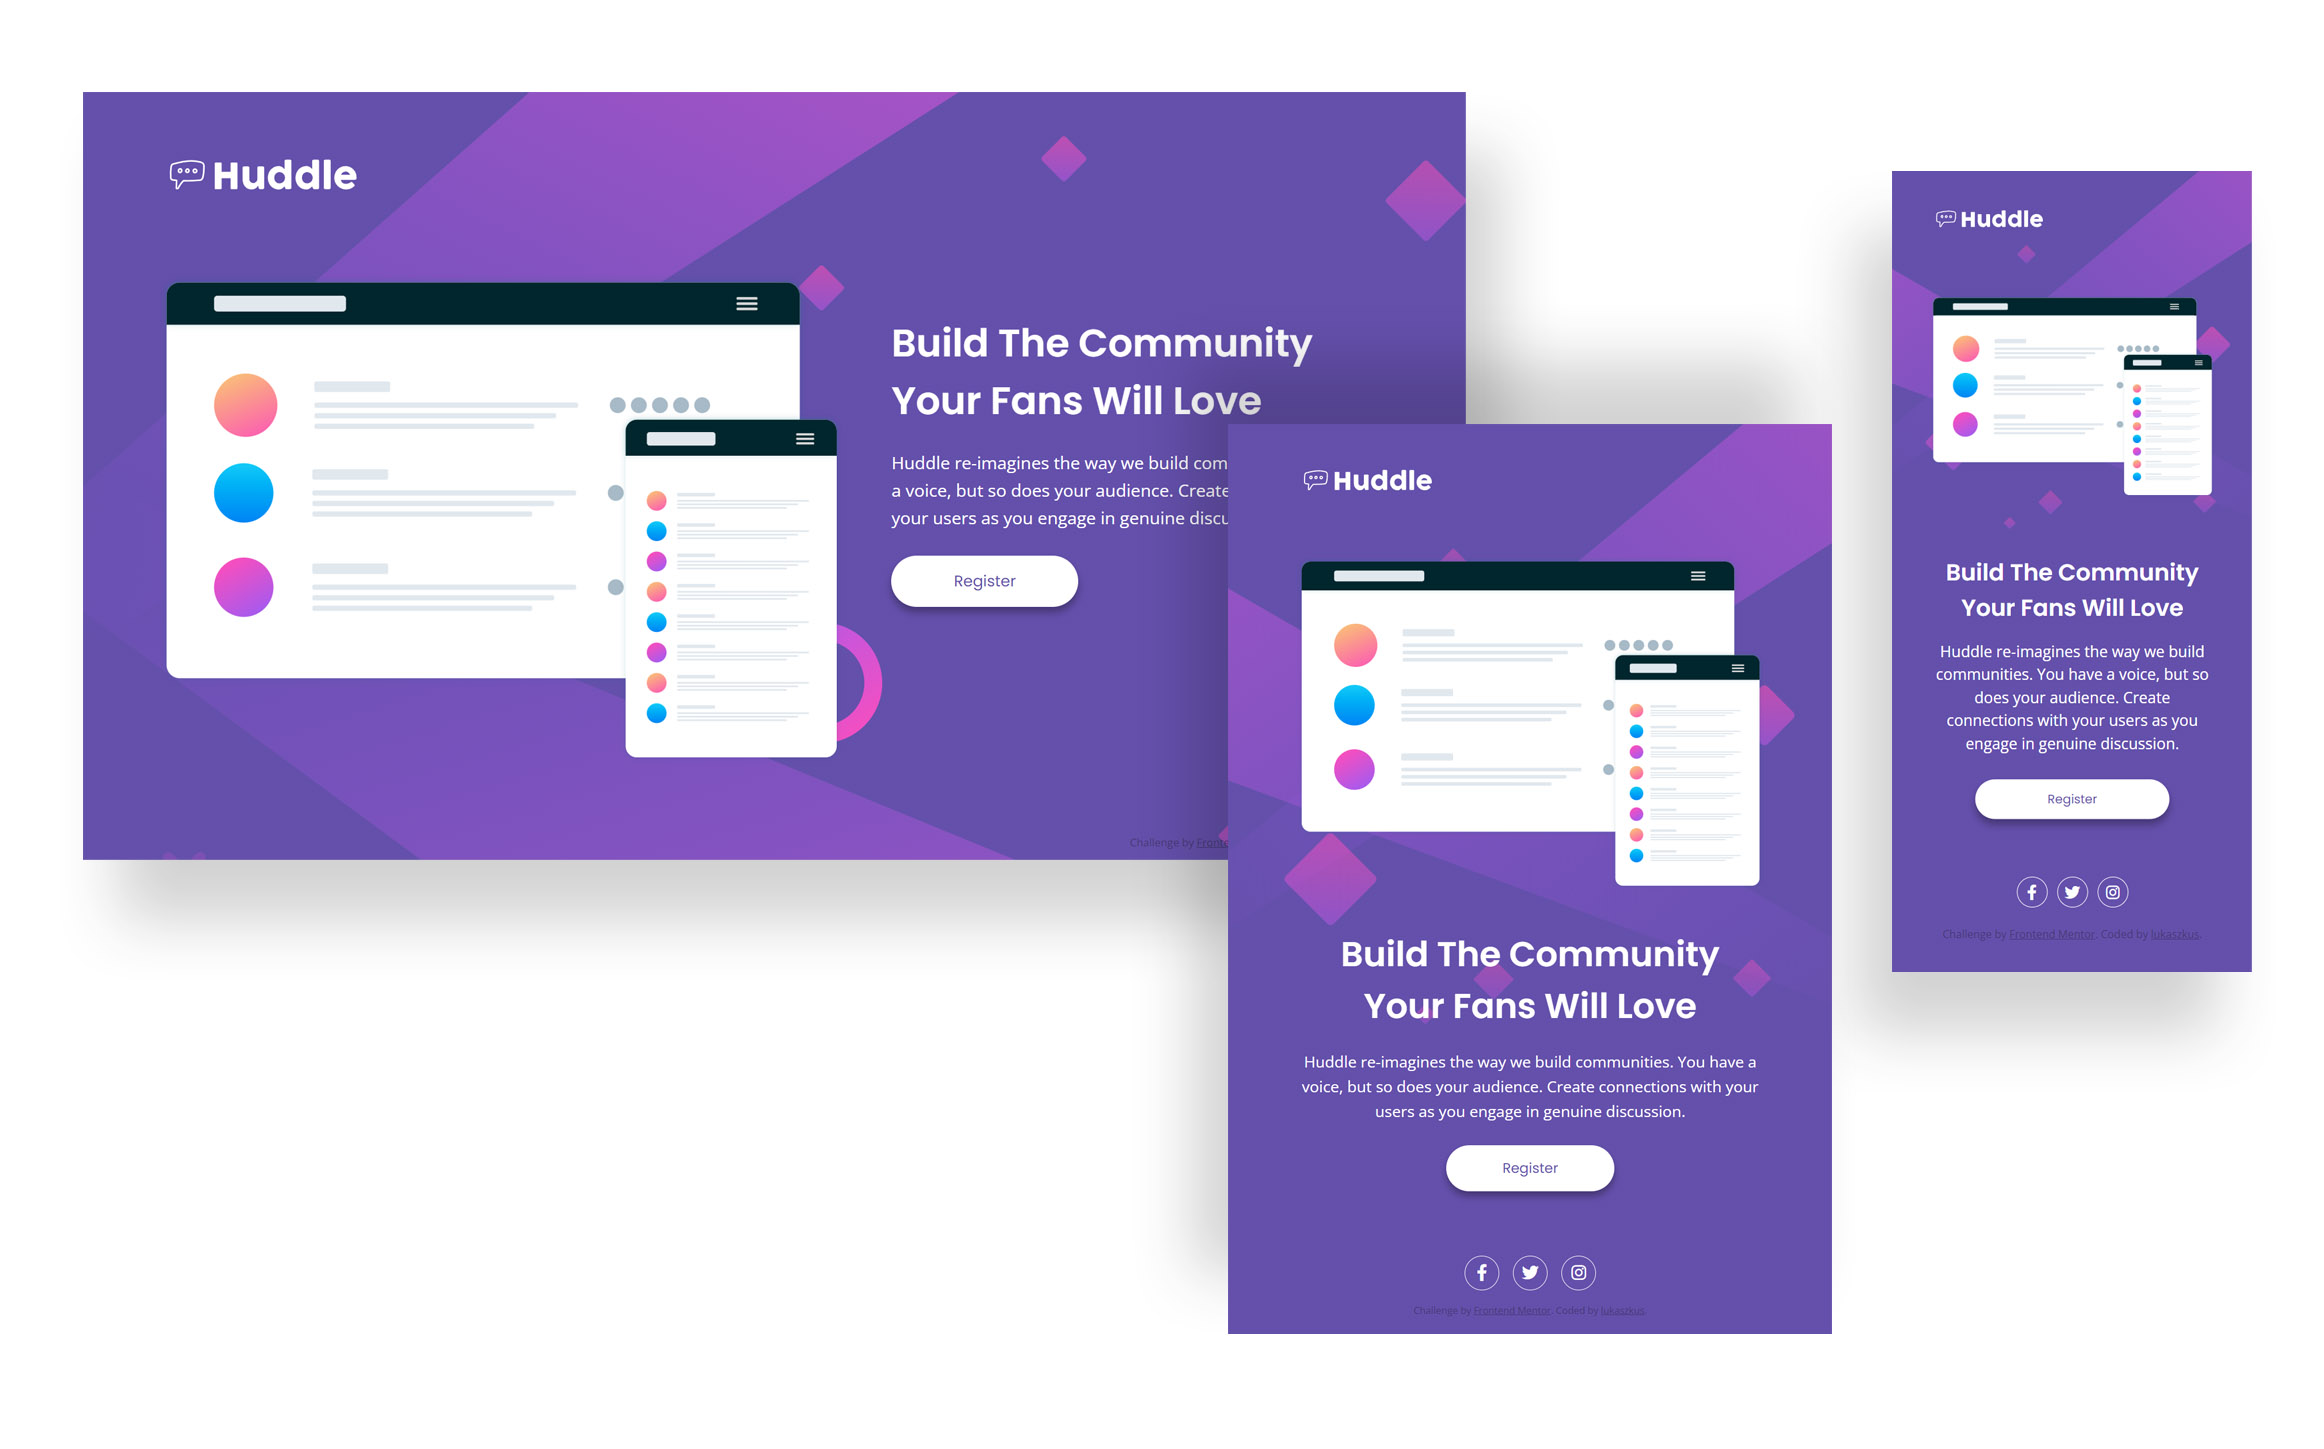 Huddle
Build The Community
Your Fans Will Love
Huddle re-imagines the way we build com
a voice, but so does your audience. Create
your users as you engage in genuine discu
Register
Challenge by Fronte
Huddle
Build The Community
Your Fans Will Love
Huddle re-imagines the way we build communities. You have a
voice, but so does your audience. Create connections with your
users as you engage in genuine discussion.
Register
Challenge by Frontend Mentor. Coded by lukaszkus.
Huddle
Build The Community
Your Fans Will Love
Huddle re-imagines the way we build
communities. You have a voice, but so
does your audience. Create
connections with your users as you
engage in genuine discussion.
Register
Challenge by Frontend Mentor. Coded by lukaszkus.